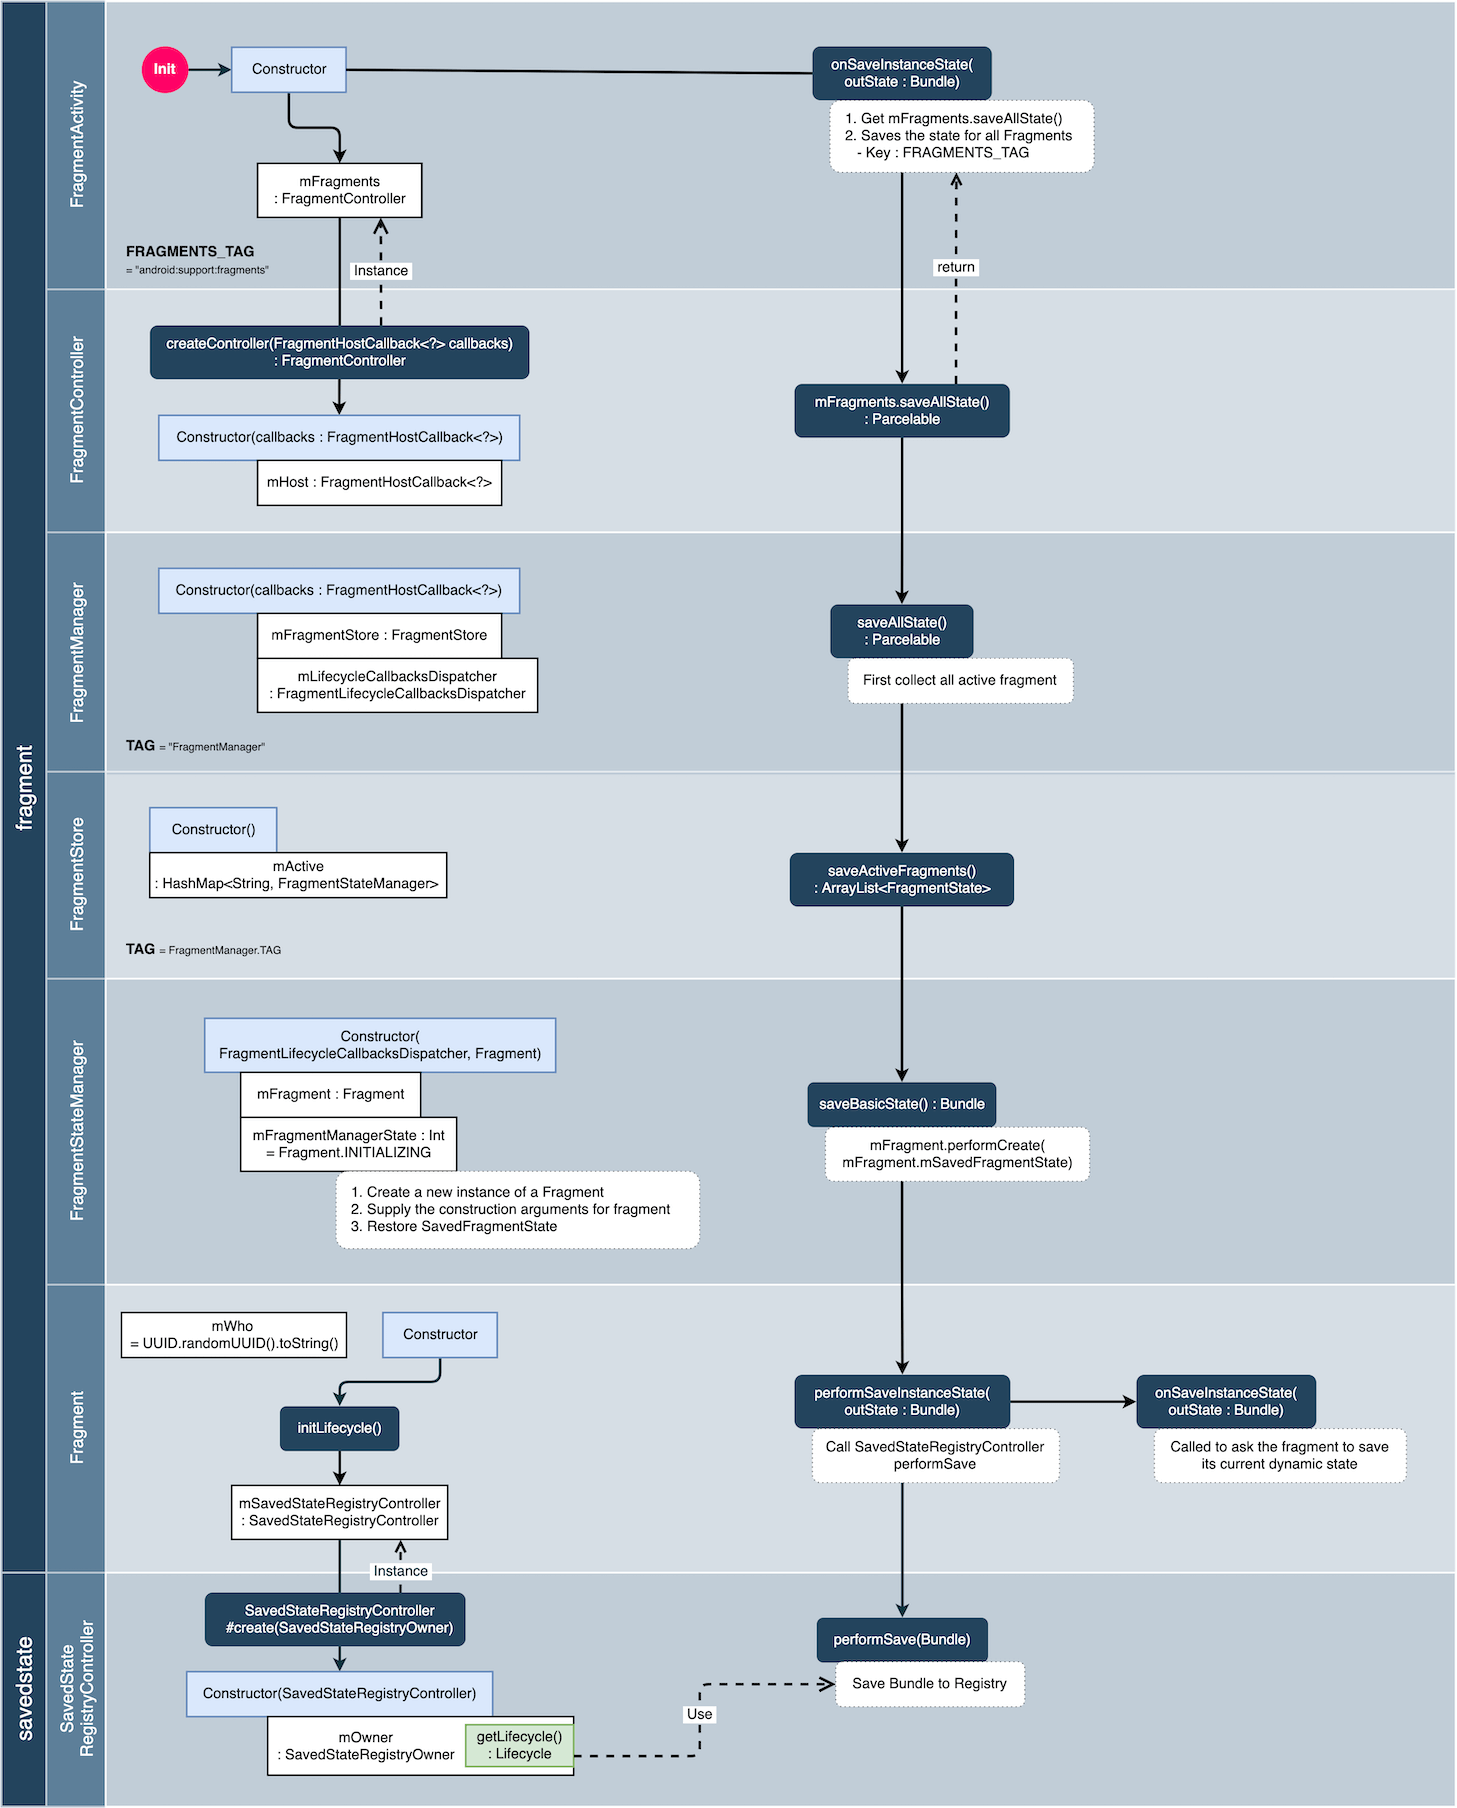 fragment
savedstate
FragmentActivity
Init
Constructor
mFragments
: FragmentController
FRAGMENTS_TAG
= "android:support:fragments"
Instance
onSaveInstanceState(
outState : Bundle)
1. Get mFragments.saveAllState()
2. Saves the state for all Fragments
- Key : FRAGMENTS_TAG
return
FragmentController
createController(FragmentHostCallback<?> callbacks)
: FragmentController
Constructor(callbacks : FragmentHostCallback<?>)
mHost : FragmentHostCallback<?>
mFragments.saveAllState()
: Parcelable
FragmentManager
Constructor(callbacks : FragmentHostCallback<?>)
mFragmentStore : FragmentStore
mLifecycleCallbacksDispatcher
: FragmentLifecycleCallbacksDispatcher
TAG = "FragmentManager"
saveAllState()
: Parcelable
First collect all active fragment
FragmentStore
Constructor()
mActive
: HashMap<String, FragmentStateManager>
TAG = FragmentManager.TAG
saveActiveFragments()
: ArrayList<FragmentState>
FragmentStateManager
Constructor(
FragmentLifecycleCallbacksDispatcher, Fragment)
mFragment : Fragment
mFragmentManagerState : Int
= Fragment.INITIALIZING
1. Create a new instance of a Fragment
2. Supply the construction arguments for fragment
3. Restore SavedFragmentState
saveBasicState() : Bundle
mFragment.performCreate(
mFragment.mSavedFragmentState)
Fragment
mWho
= UUID.randomUUID().toString()
Constructor
initLifecycle()
mSavedStateRegistryController
: SavedStateRegistryController
Instance
performSaveInstanceState(
outState : Bundle)
Call SavedStateRegistryController
performSave
onSaveInstanceState(
outState : Bundle)
Called to ask the fragment to save
its current dynamic state
SavedState
RegistryController
SavedStateRegistryController
#create(SavedStateRegistryOwner)
Constructor(SavedStateRegistryController)
mOwner
: SavedStateRegistryOwner
getLifecycle()
: Lifecycle
Use
performSave(Bundle)
Save Bundle to Registry